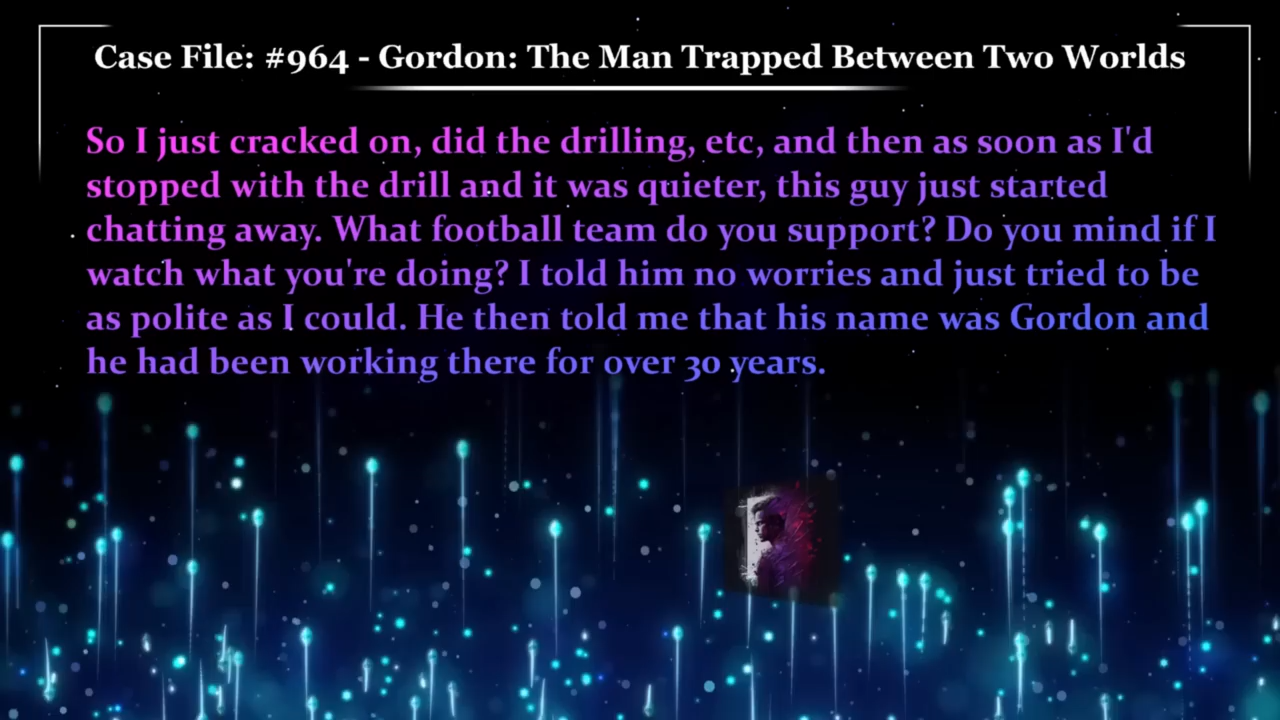 Case File: #964 - Gordon: The Man Trapped Between Two Worlds
So I just cracked on, did the drilling, etc, and then as soon as I'd
stopped with the drill and it was quieter, this guy just started
chatting away. What football team do you support? Do you mind if I
watch what you're doing? I told him no worries and just tried to be
as polite as I could. He then told me that his name was Gordon and
he had been working there for over 30 years.